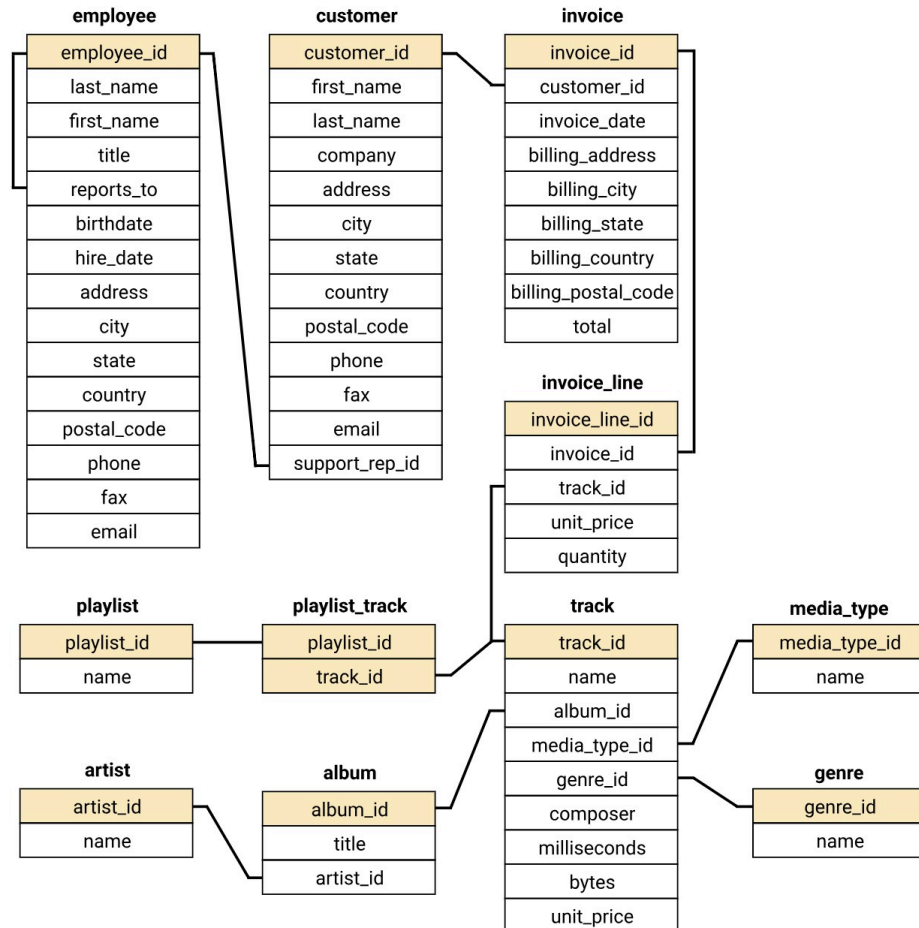 employee
employee_id
last_name
first_name
title
reports_to
birthdate
hire_date
address
city
state
country
postal_code
phone
fax
email
customer
customer_id
first_name
last_name
company
address
city
state
country
postal_code
phone
fax
email
support_rep_id
invoice
invoice_id
customer_id
invoice_date
billing_address
billing_city
billing_state
billing_country
billing_postal_code
total
invoice_line
invoice_line_id
invoice_id
track_id
unit_price
quantity
playlist
playlist_id
name
playlist_track
playlist_id
track_id
track
track_id
name
album_id
media_type_id
genre_id
composer
milliseconds
bytes
unit_price
media_type
media_type_id
name
artist
artist_id
name
album
album_id
title
artist_id
genre
genre_id
name